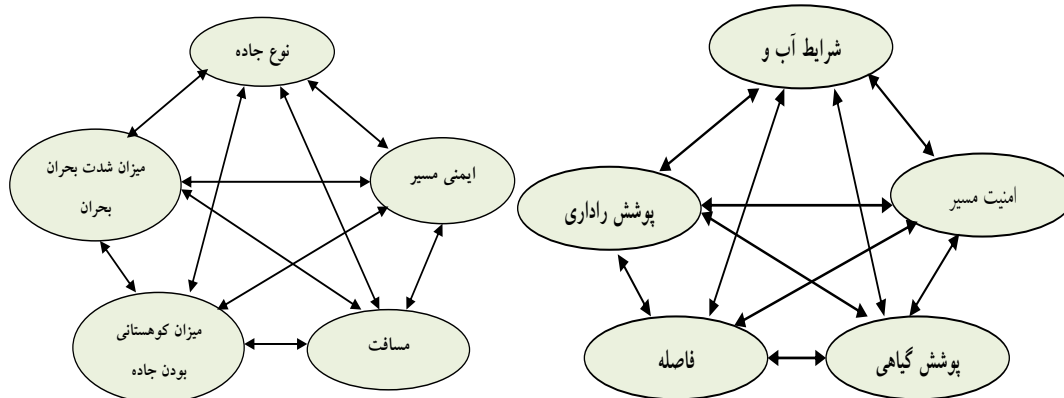 نوع جاده
میزان شدت بحران
بحران
ایمنی مسیر
میزان کوهستانی
بودن جاده
مسافت
شرایط آب و
پوشش راداری
امنیت مسیر
فاصله
پوشش گیاهی